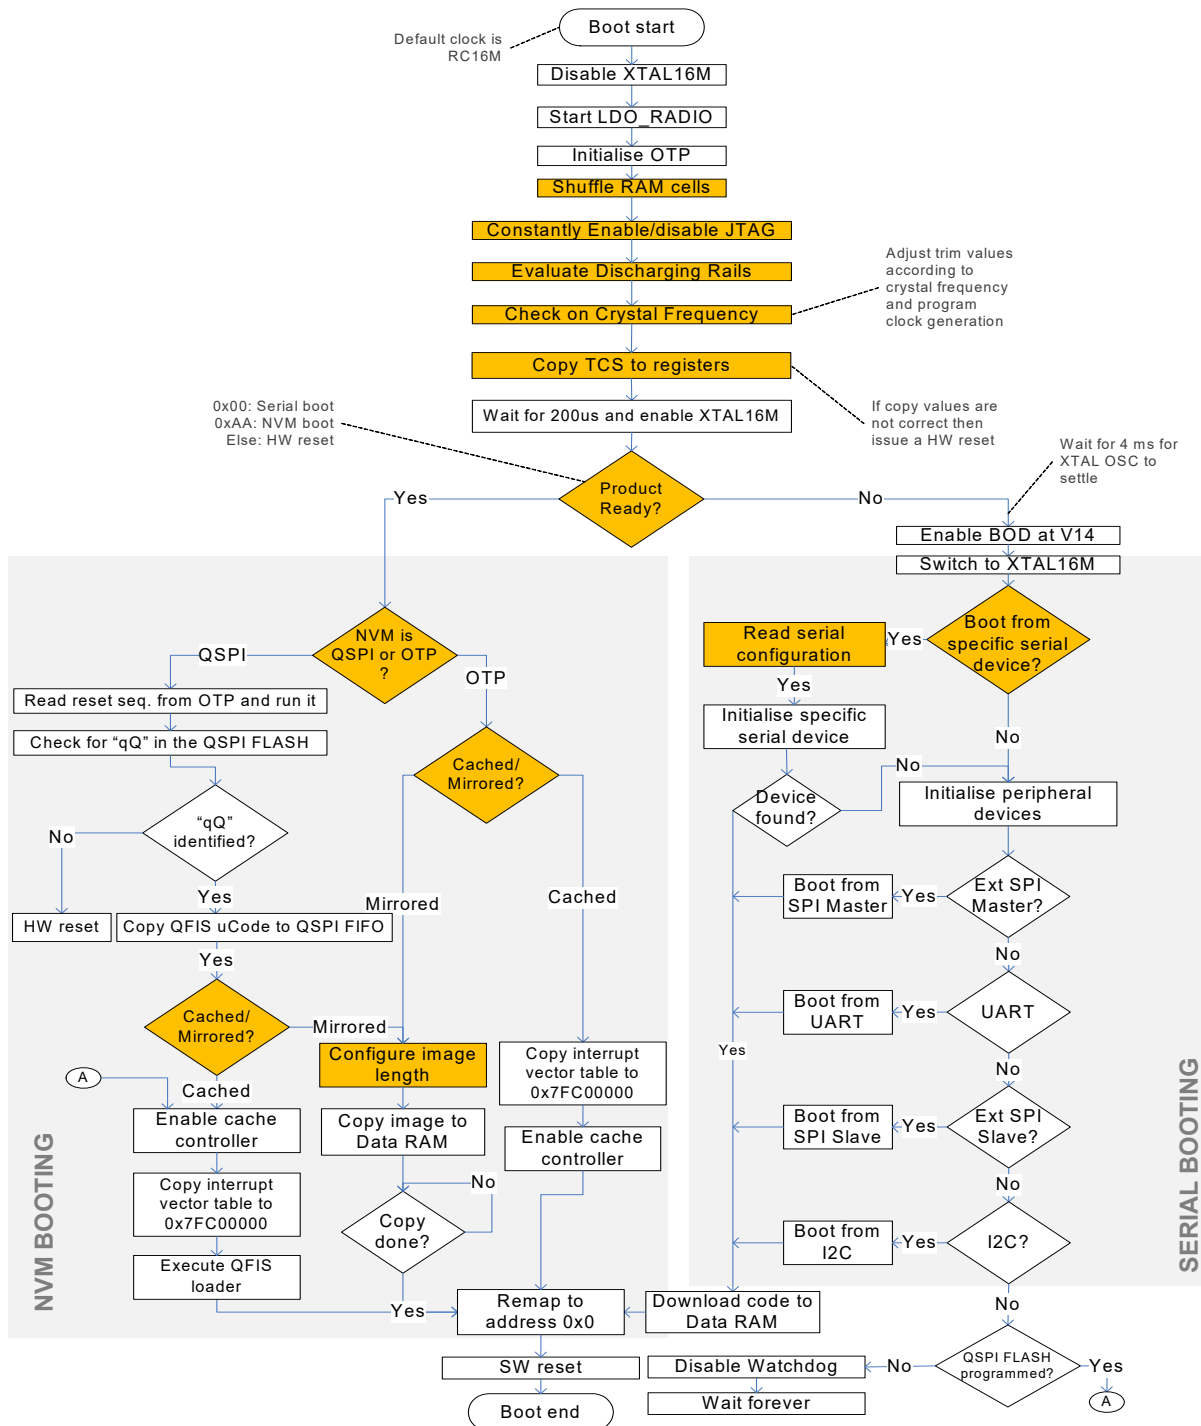 Boot start
Default clock is
RC16M
Disable XTAL16M
Start LDO_RADIO
Initialise OTP
Shuffle RAM cells
Constantly Enable/disable JTAG
Evaluate Discharging Rails
Check on Crystal Frequency
Adjust trim values
according to
crystal frequency
and program
clock generation
Copy TCS to registers
Wait for 200us and enable XTAL16M
If copy values are
not correct then
issue a HW reset
0x00: Serial boot
0xAA: NVM boot
Else: HW reset
Product
Ready?
Yes
No
Wait for 4 ms for
XTAL OSC to
settle
Enable BOD at V14
Switch to XTAL16M
NVM is
QSPI or OTP
?
QSPI
OTP
Read reset seq. from OTP and run it
Check for “qQ” in the QSPI FLASH
“qQ”
identified?
No
Yes
HW reset
Copy QFIS uCode to QSPI FIFO
Yes
Cached/
Mirrored?
Mirrored
Cached
A
Enable cache
controller
Copy interrupt
vector table to
0x7FC00000
Execute QFIS
loader
Cached/
Mirrored?
Mirrored
Cached
Configure image
length
Copy image to
Data RAM
Copy
done?
No
Yes
Copy interrupt
vector table to
0x7FC00000
Enable cache
controller
Remap to
address 0x0
SW reset
Boot end
NVM BOOTING
Boot from
specific serial
device?
Yes
No
Read serial
configuration
Yes
Initialise specific
serial device
Device
found?
No
Yes
Initialise peripheral
devices
Ext SPI
Master?
Yes
Boot from
SPI Master
No
UART
Yes
Boot from
UART
No
Ext SPI
Slave?
Yes
Boot from
SPI Slave
No
I2C?
Yes
Boot from
I2C
No
Download code to
Data RAM
QSPI FLASH
programmed?
No
Yes
A
Disable Watchdog
Wait forever
SERIAL BOOTING